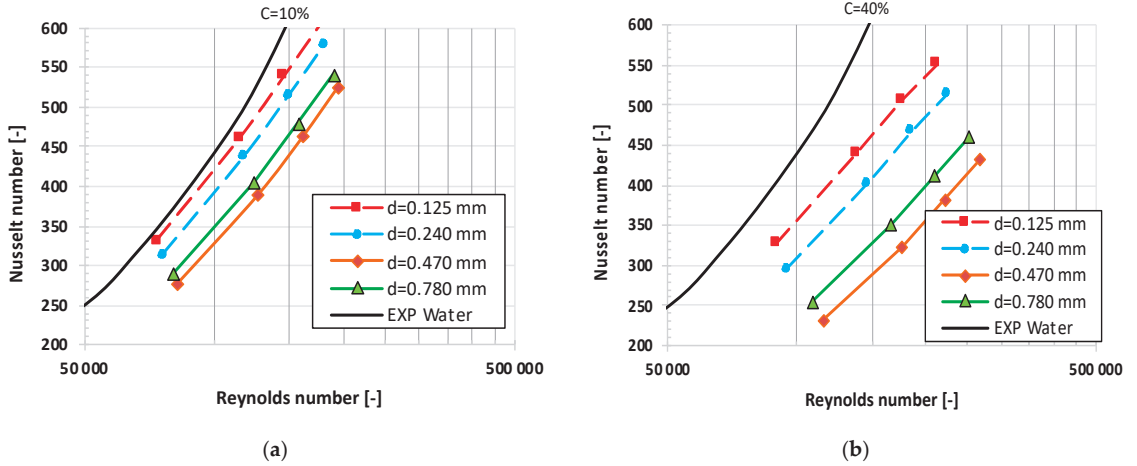 C=10%
600
550
500
450
400
350
300
250
200
Nusselt number [-]
d=0.125 mm
d=0.240 mm
d=0.470 mm
d=0.780 mm
EXP Water
50 000
500 000
Reynolds number [-]
(a)
C=40%
600
550
500
450
400
350
300
250
200
Nusselt number [-]
d=0.125 mm
d=0.240 mm
d=0.470 mm
d=0.780 mm
EXP Water
50 000
500 000
Reynolds number [-]
(b)